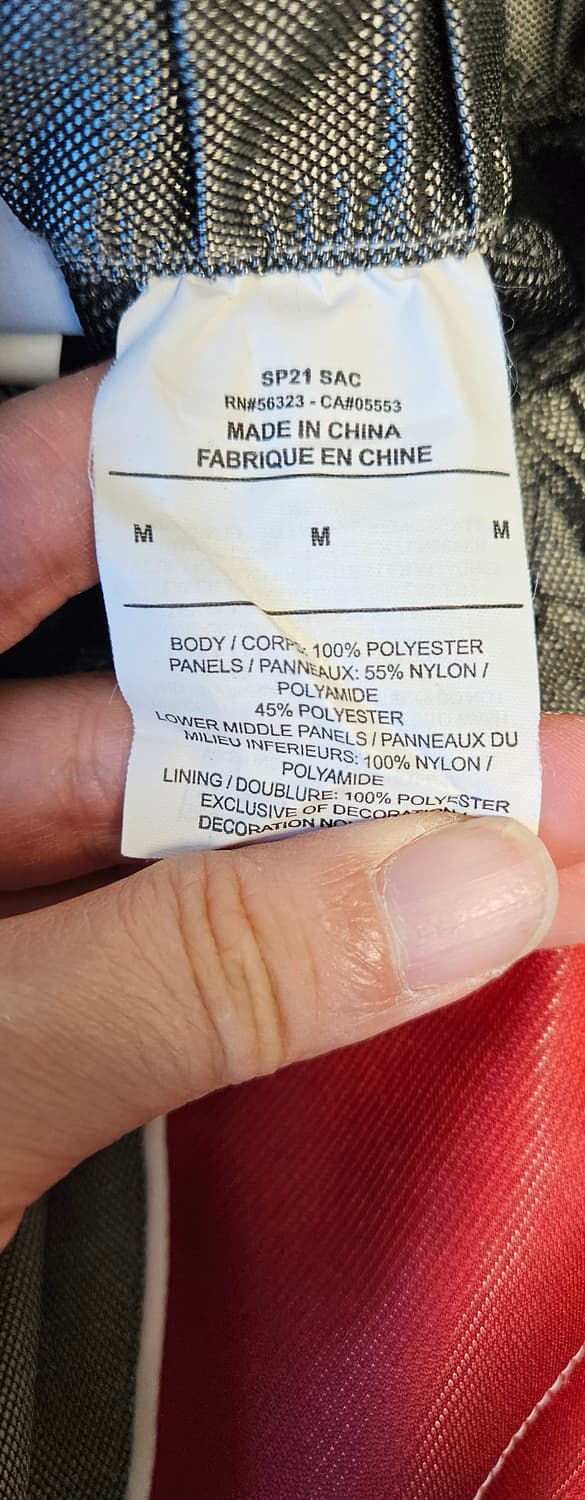 SP21 SAC
RN#56323 - CA#05553
MADE IN CHINA
FABRIQUE EN CHINE
M M M
BODY / CORPS: 100% POLYESTER
PANELS / PANNEAUX: 55% NYLON /
POLYAMIDE
45% POLYESTER
LOWER MIDDLE PANELS / PANNEAUX DU
MILIEU INFERIEURS: 100% NYLON /
POLYAMIDE
LINING / DOUBLURE: 100% POLYESTER
EXCLUSIVE OF DECORATION /
DECORATION